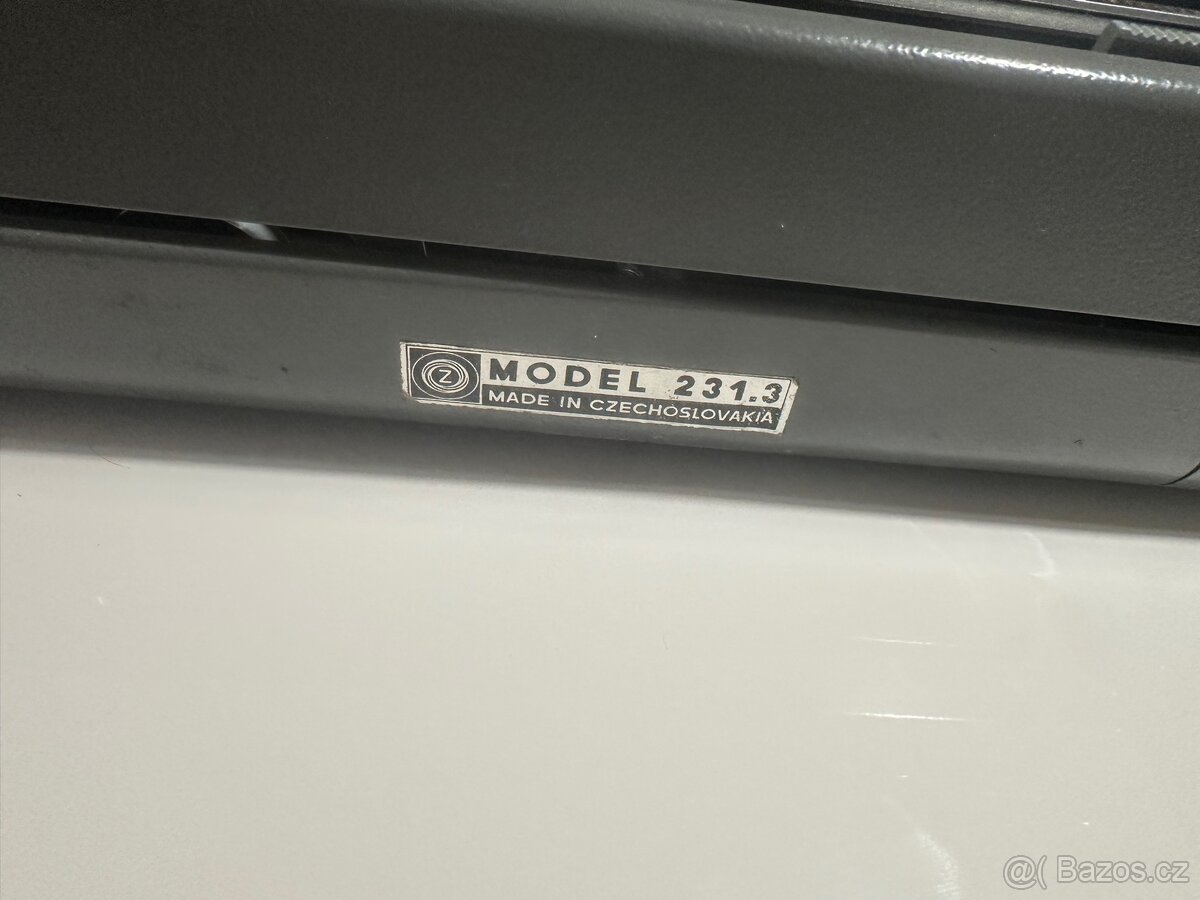 Z
MODEL 231.3
MADE IN CZECHOSLOVAKIA
@( Bazos.cz